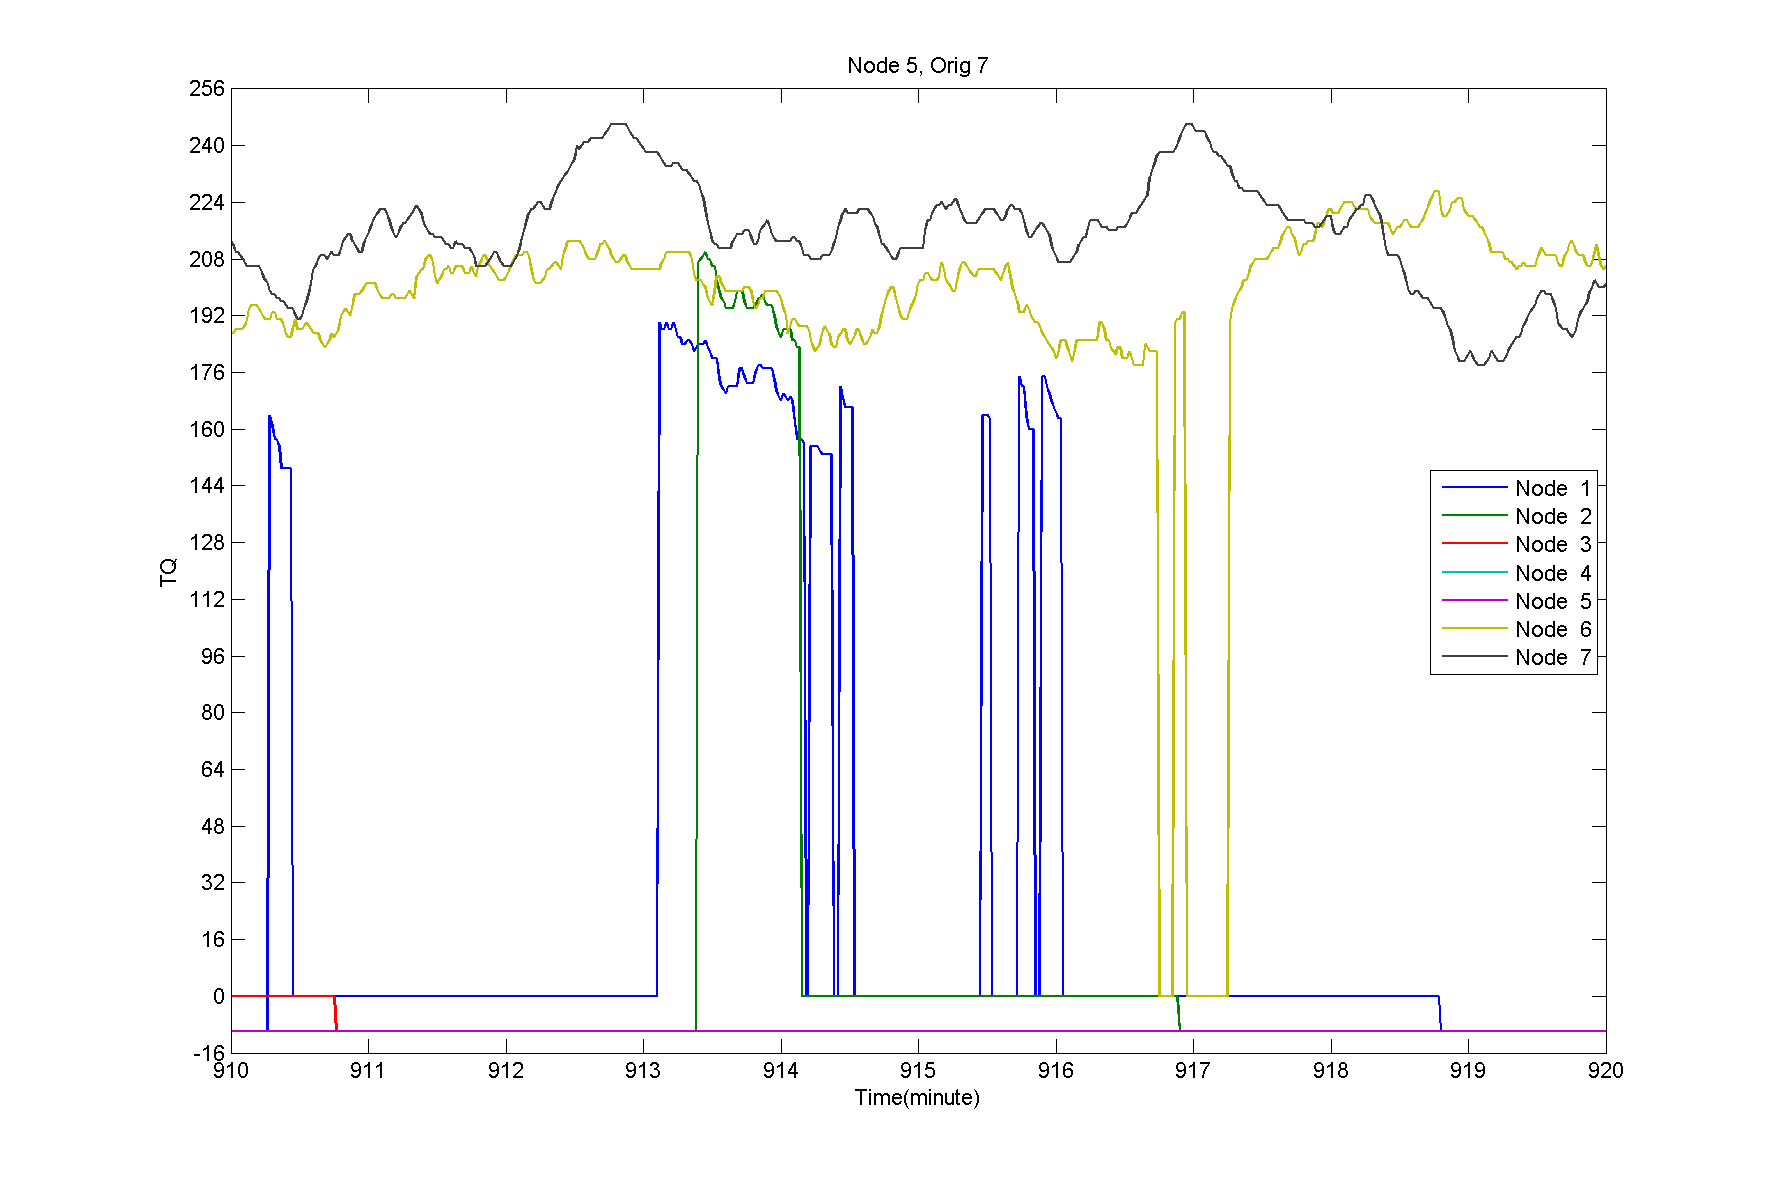 Node 5, Orig 7
256
240
224
208
192
176
160
144
128
112
96
80
64
48
32
16
0
-16
TQ
Node 1
Node 2
Node 3
Node 4
Node 5
Node 6
Node 7
910 911 912 913 914 915 916 917 918 919 920
Time(minute)